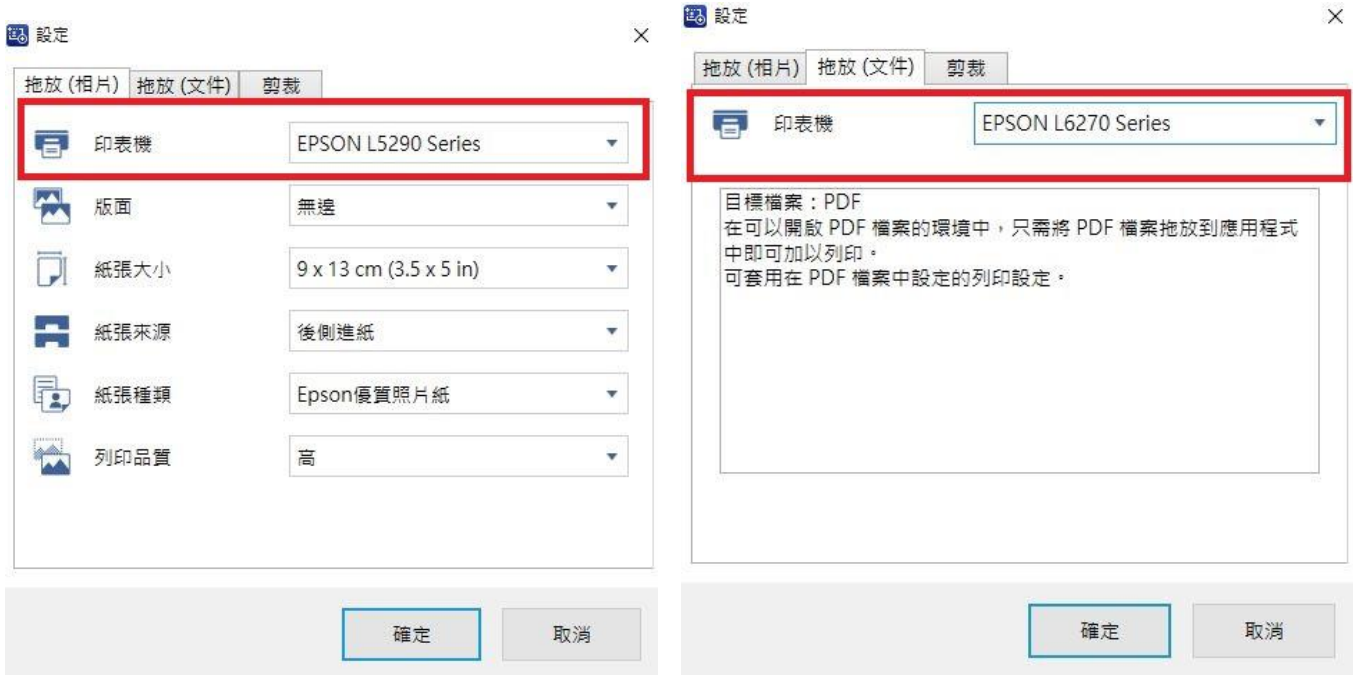 設定
拖放 (相片) 拖放 (文件) 剪裁
印表機 EPSON L5290 Series
版面 無邊
紙張大小 9 x 13 cm (3.5 x 5 in)
紙張來源 後側進紙
紙張種類 Epson優質照片紙
列印品質 高
確定 取消
設定
拖放 (相片) 拖放 (文件) 剪裁
印表機 EPSON L6270 Series
目標檔案：PDF
在可以開啟 PDF 檔案的環境中，只需將 PDF 檔案拖放到應用程式
中即可加以列印。
可套用在 PDF 檔案中設定的列印設定。
確定 取消